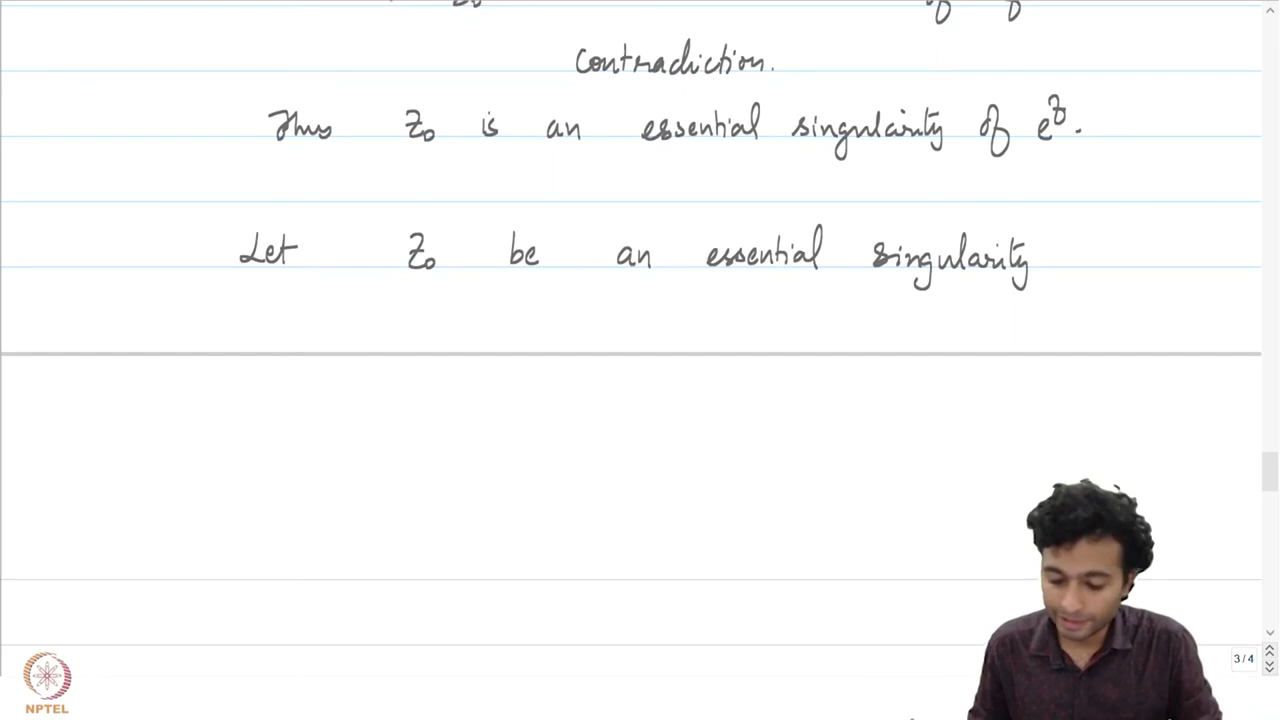 contradiction.
Thus z₀ is an essential singularity of e^z.
Let z₀ be an essential singularity
3 / 4
NPTEL